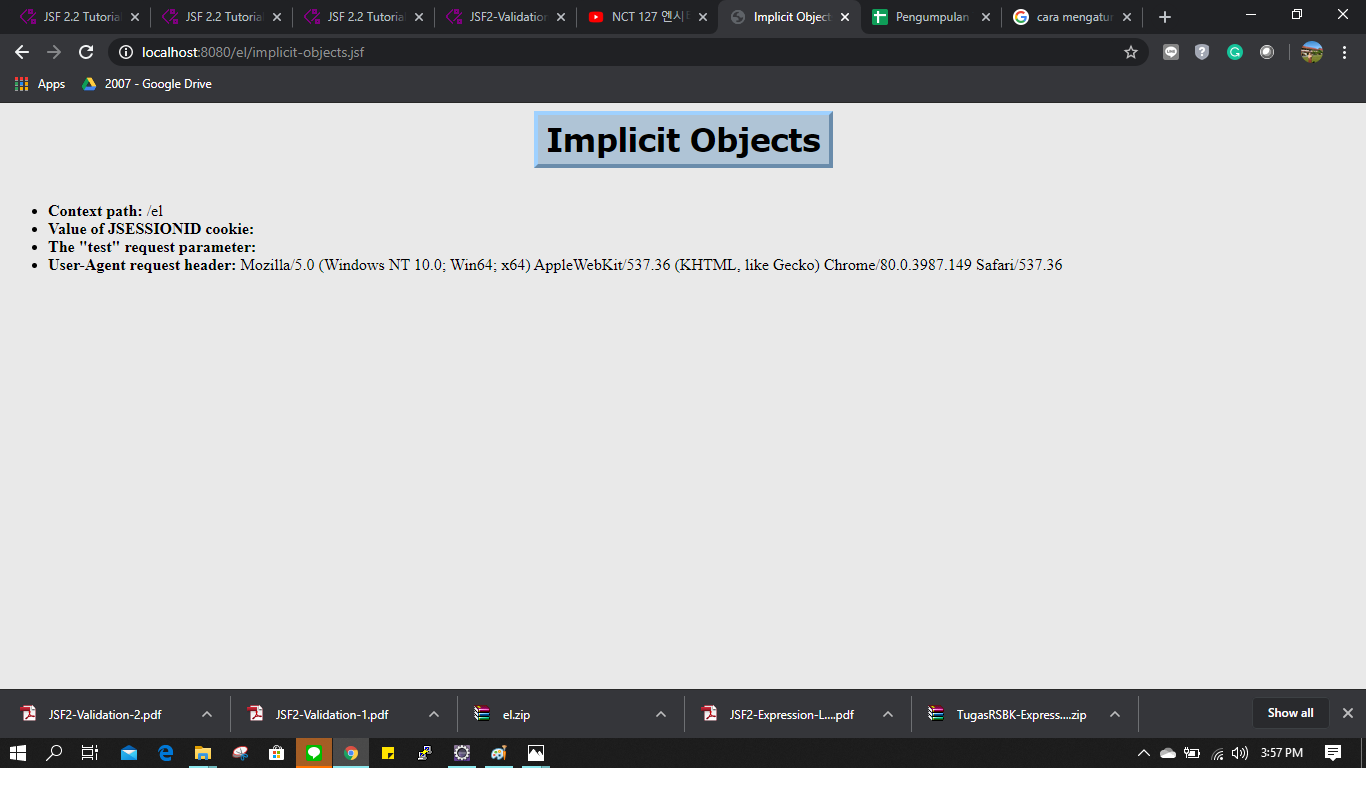 JSF 2.2 Tutorial
JSF 2.2 Tutorial
JSF 2.2 Tutorial
JSF2-Validation
NCT 127 엔시티
Implicit Object
Pengumpulan
cara mengatur
localhost:8080/el/implicit-objects.jsf
Apps
2007 - Google Drive
Implicit Objects
Context path: /el
Value of JSESSIONID cookie:
The "test" request parameter:
User-Agent request header: Mozilla/5.0 (Windows NT 10.0; Win64; x64) AppleWebKit/537.36 (KHTML, like Gecko) Chrome/80.0.3987.149 Safari/537.36
JSF2-Validation-2.pdf
JSF2-Validation-1.pdf
el.zip
JSF2-Expression-L....pdf
TugasRSBK-Express....zip
Show all
3:57 PM